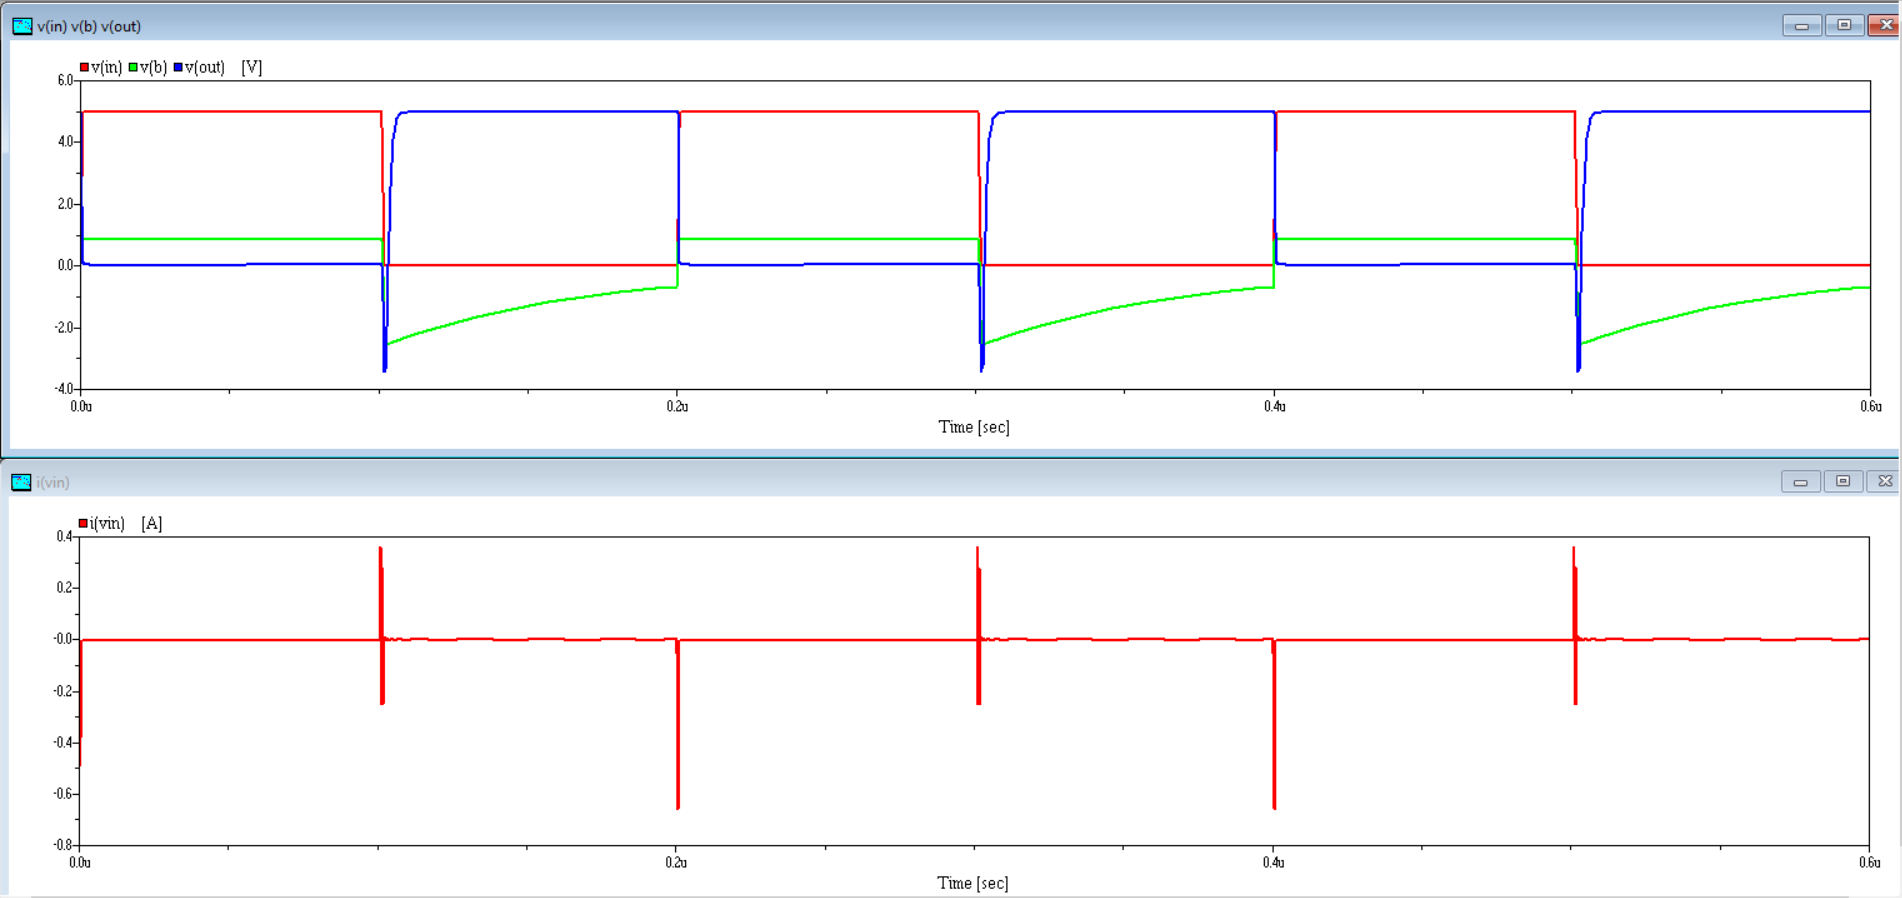 v(in) v(b) v(out)
v(in) v(b) v(out) [V]
6.0
4.0
2.0
0.0
-2.0
-4.0
0.0u 0.2u 0.4u 0.6u
Time [sec]
i(vin)
i(vin) [A]
0.4
0.2
-0.0
-0.2
-0.4
-0.6
-0.8
0.0u 0.2u 0.4u 0.6u
Time [sec]